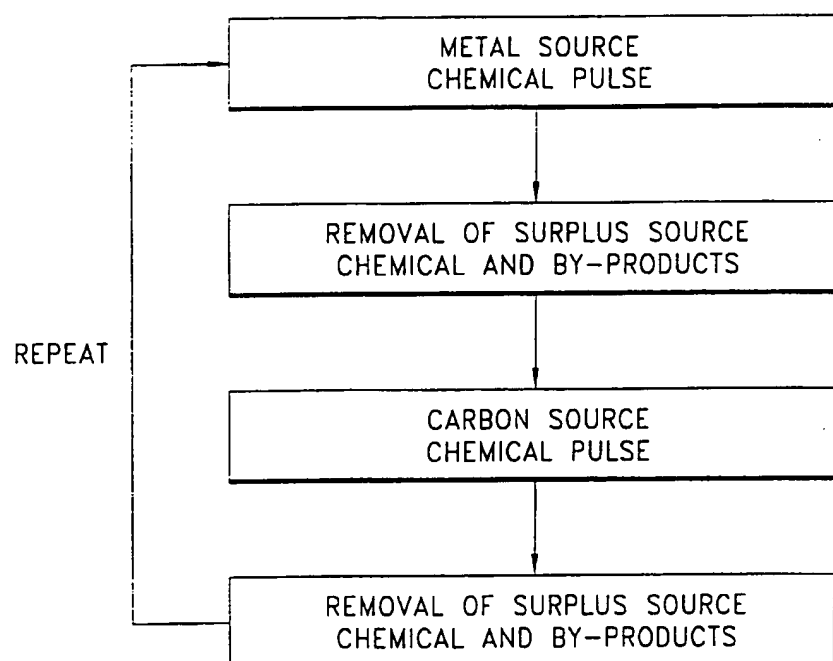 METAL SOURCE
CHEMICAL PULSE
REMOVAL OF SURPLUS SOURCE
CHEMICAL AND BY-PRODUCTS
REPEAT
CARBON SOURCE
CHEMICAL PULSE
REMOVAL OF SURPLUS SOURCE
CHEMICAL AND BY-PRODUCTS